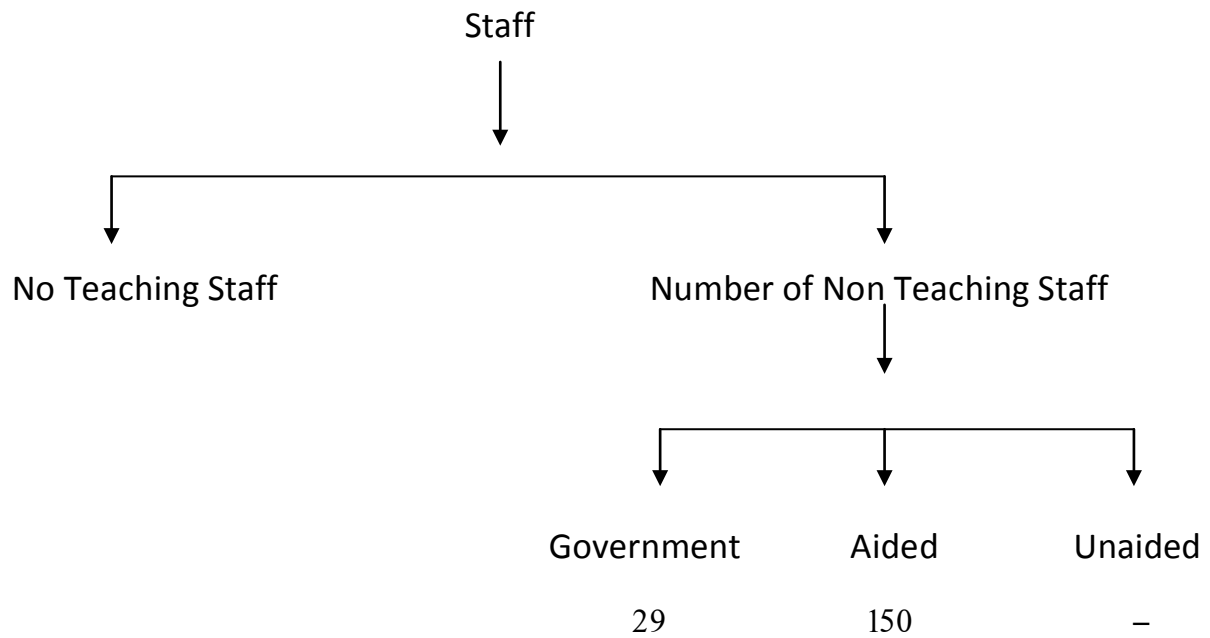 Staff
No Teaching Staff Number of Non Teaching Staff
Government Aided Unaided
29 150 –